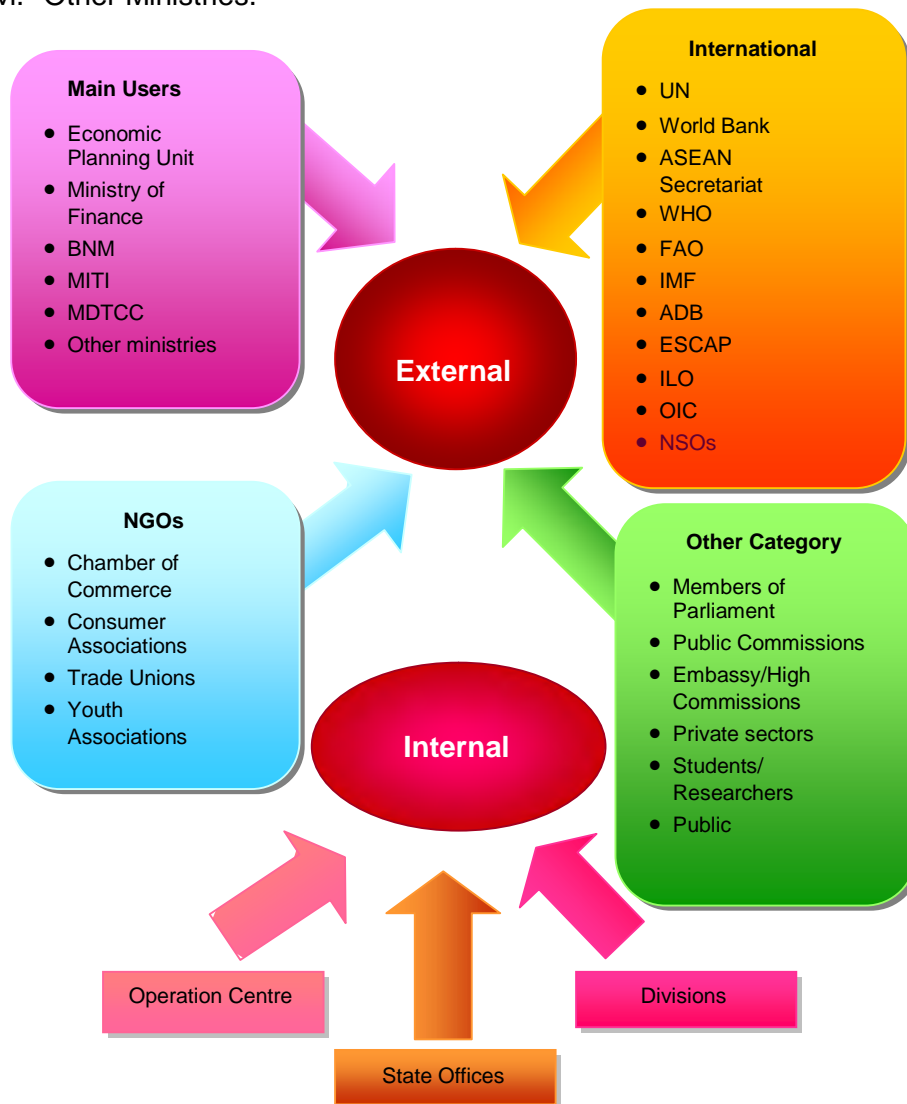 Other Ministries.
Main Users
• Economic
Planning Unit
• Ministry of
Finance
• BNM
• MITI
• MDTCC
• Other ministries
International
• UN
• World Bank
• ASEAN
Secretariat
• WHO
• FAO
• IMF
• ADB
• ESCAP
• ILO
• OIC
• NSOs
External
NGOs
• Chamber of
Commerce
• Consumer
Associations
• Trade Unions
• Youth
Associations
Other Category
• Members of
Parliament
• Public Commissions
• Embassy/High
Commissions
• Private sectors
• Students/
Researchers
• Public
Internal
Operation Centre
Divisions
State Offices